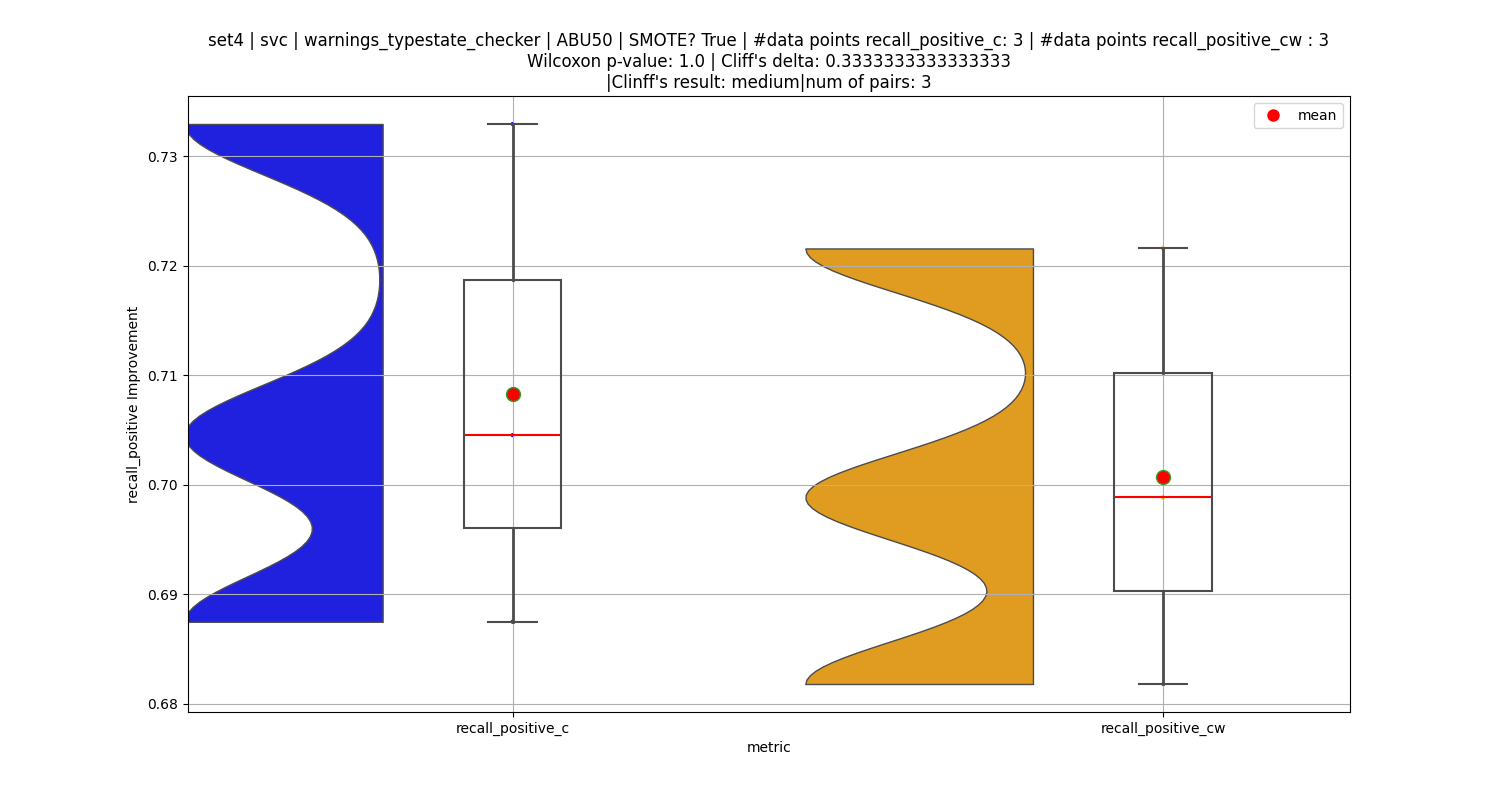 set4 | svc | warnings_typestate_checker | ABU50 | SMOTE? True | #data points recall_positive_c: 3 | #data points recall_positive_cw : 3
Wilcoxon p-value: 1.0 | Cliff's delta: 0.3333333333333333
|Clinff's result: medium|num of pairs: 3
mean
0.73
0.72
0.71
0.70
0.69
0.68
recall_positive Improvement
recall_positive_c
recall_positive_cw
metric